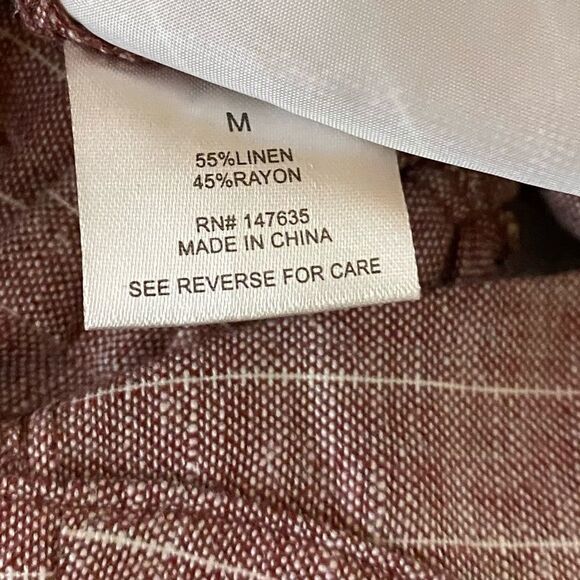 M
55%LINEN
45%RAYON
RN# 147635
MADE IN CHINA
SEE REVERSE FOR CARE